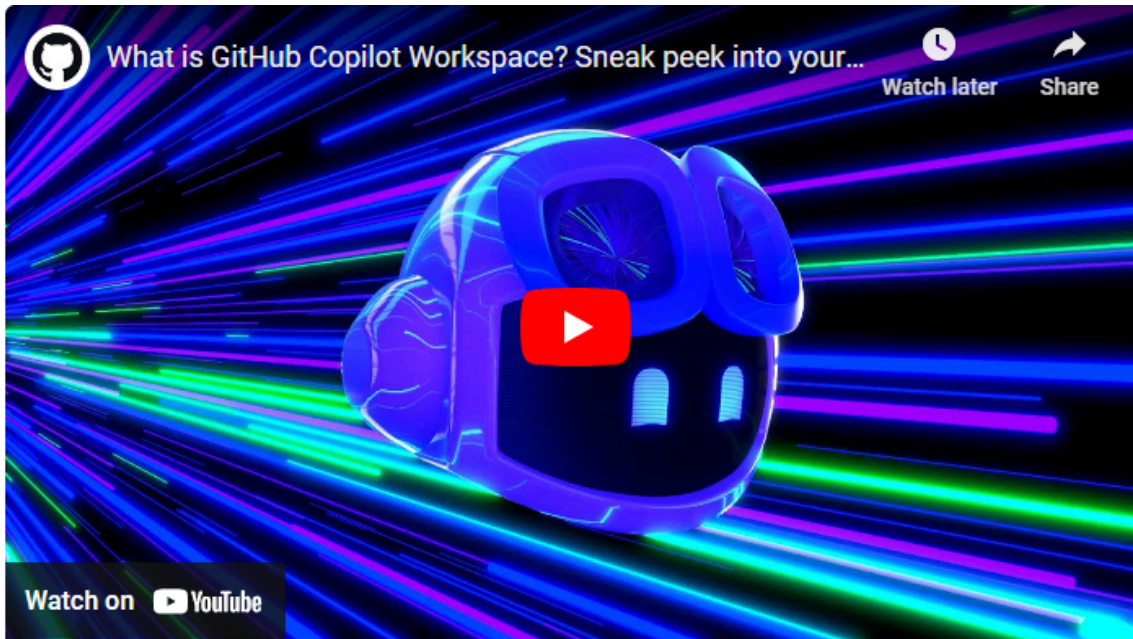 What is GitHub Copilot Workspace? Sneak peek into your…
Watch later
Share
Watch on YouTube